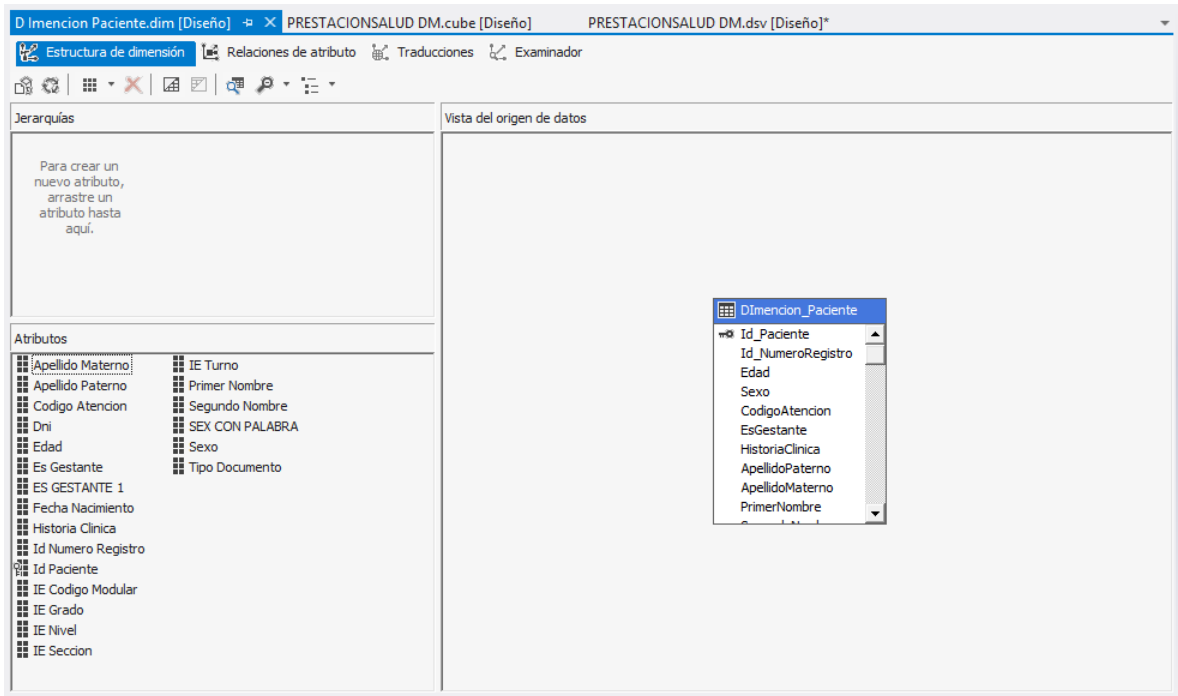 D Imencion Paciente.dim [Diseño] PRESTACIONSALUD DM.cube [Diseño] PRESTACIONSALUD DM.dsv [Diseño]*
Estructura de dimensión Relaciones de atributo Traducciones Examinador
Jerarquías
Para crear un
nuevo atributo,
arrastre un
atributo hasta
aquí.
Atributos
Apellido Materno
Apellido Paterno
Codigo Atencion
Dni
Edad
Es Gestante
ES GESTANTE 1
Fecha Nacimiento
Historia Clinica
Id Numero Registro
Id Paciente
IE Codigo Modular
IE Grado
IE Nivel
IE Seccion
IE Turno
Primer Nombre
Segundo Nombre
SEX CON PALABRA
Sexo
Tipo Documento
Vista del origen de datos
DImencion_Paciente
Id_Paciente
Id_NumeroRegistro
Edad
Sexo
CodigoAtencion
EsGestante
HistoriaClinica
ApellidoPaterno
ApellidoMaterno
PrimerNombre